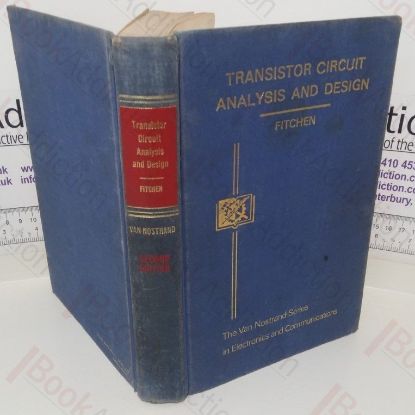 TRANSISTOR CIRCUIT
ANALYSIS AND DESIGN
FITCHEN
The Van Nostrand Series
in Electronics and Communications
Transistor
Circuit
Analysis
and Design
FITCHEN
VAN NOSTRAND
SECOND
EDITION